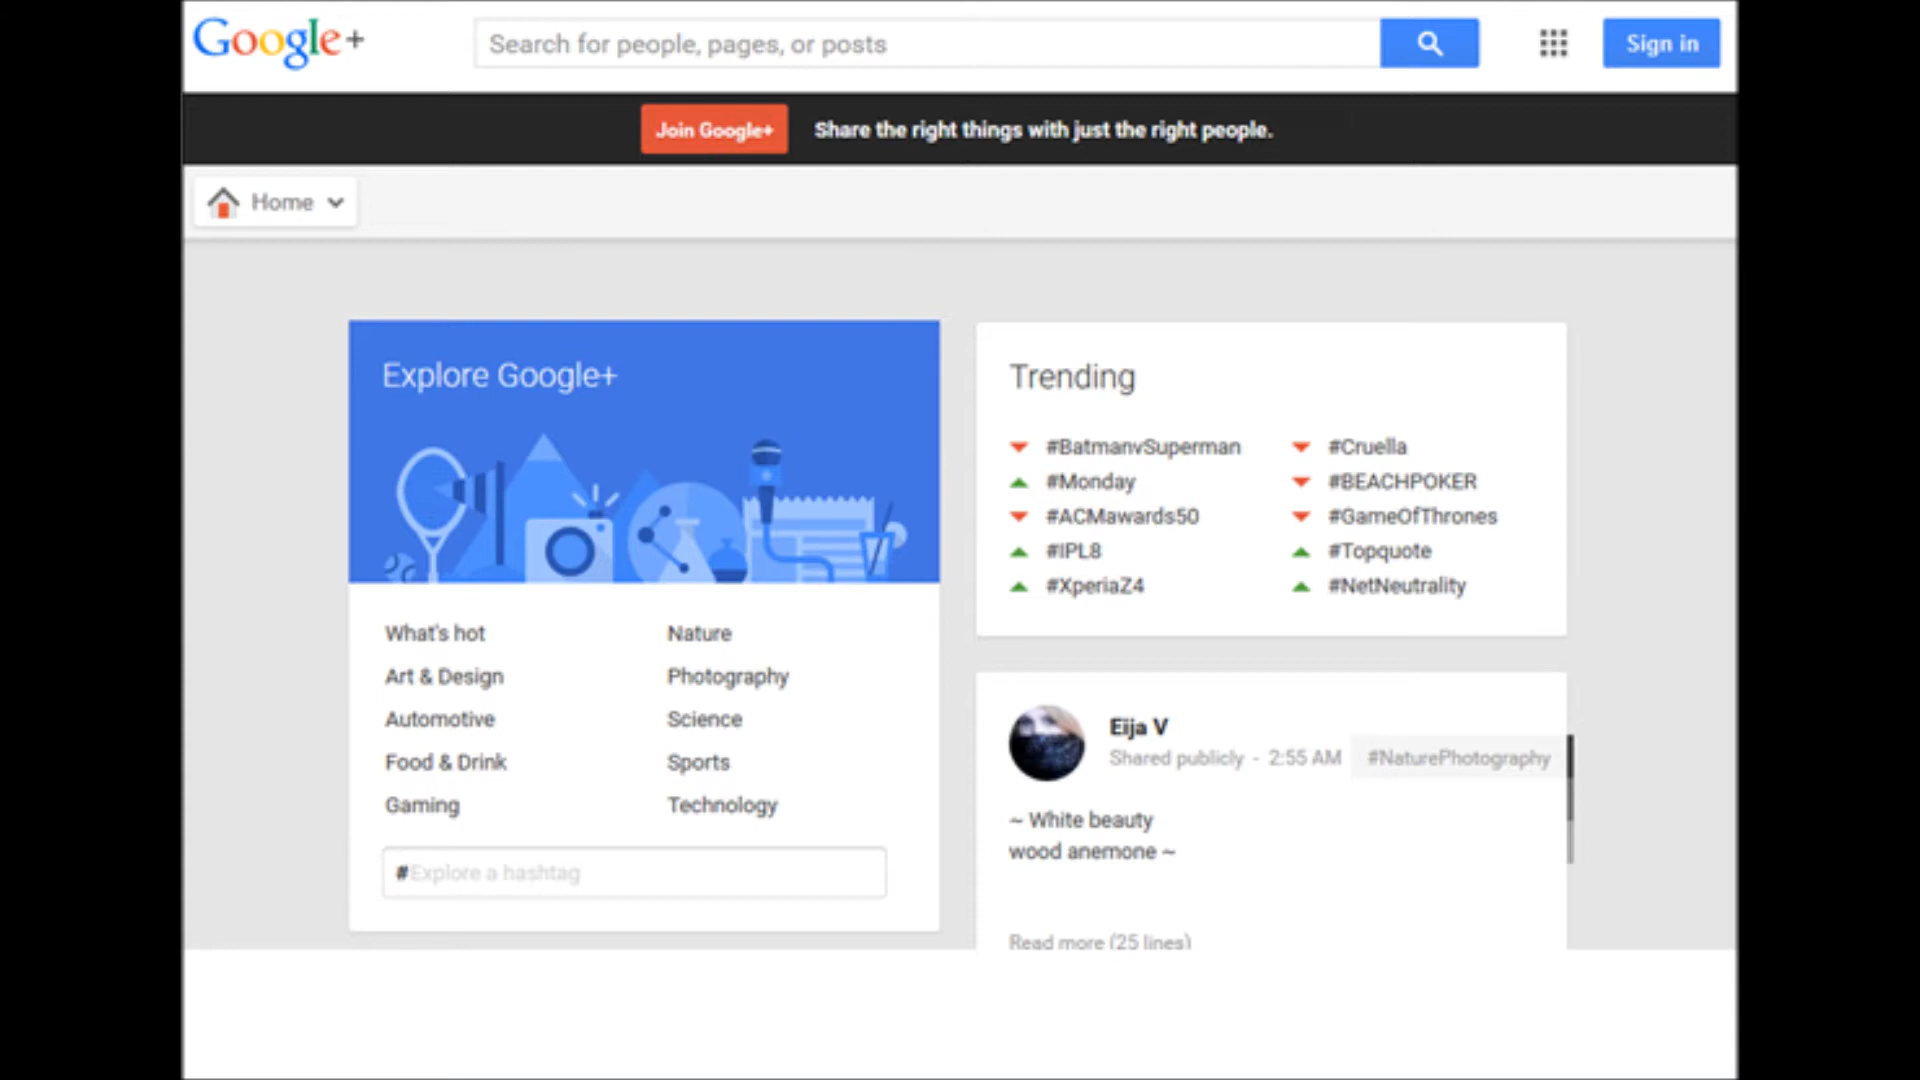 Google+
Search for people, pages, or posts
Sign in
Join Google+
Share the right things with just the right people.
Home
Explore Google+
What's hot
Nature
Art & Design
Photography
Automotive
Science
Food & Drink
Sports
Gaming
Technology
#Explore a hashtag
Trending
#BatmanvSuperman
#Cruella
#Monday
#BEACHPOKER
#ACMawards50
#GameOfThrones
#IPL8
#Topquote
#XperiaZ4
#NetNeutrality
Eija V
Shared publicly - 2:55 AM
#NaturePhotography
~ White beauty
wood anemone ~
Read more (25 lines)